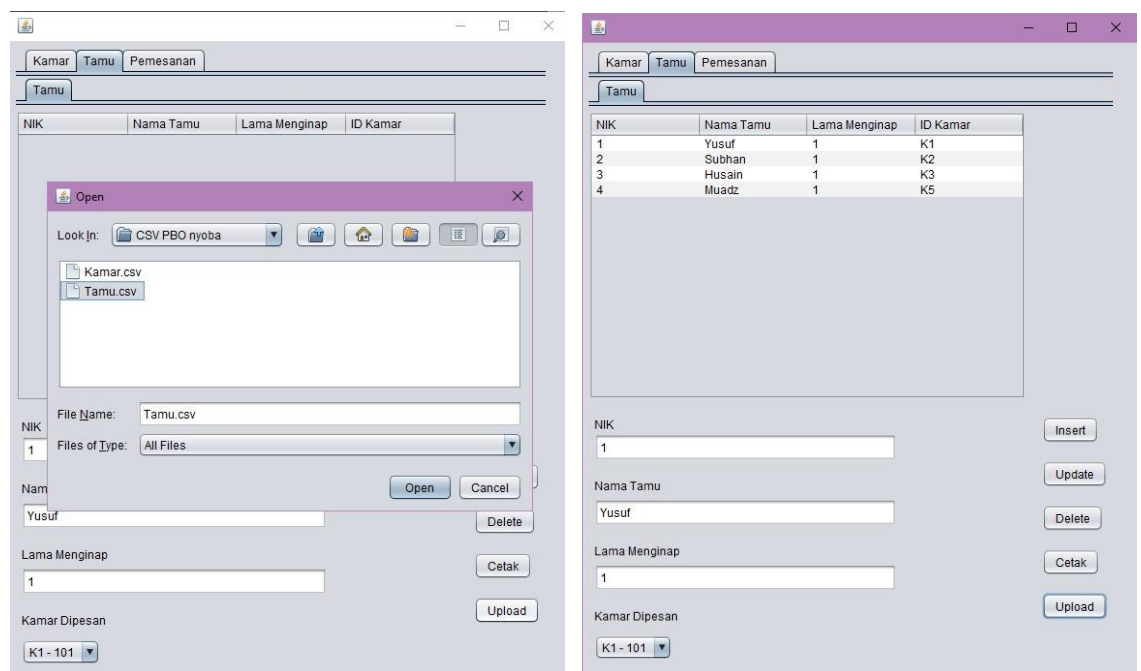 Kamar Tamu Pemesanan
Tamu
NIK Nama Tamu Lama Menginap ID Kamar
Open
Look In: CSV PBO nyoba
Kamar.csv
Tamu.csv
File Name: Tamu.csv
Files of Type: All Files
Open Cancel
NIK
1
Nam
Yusuf
Delete
Lama Menginap
Cetak
1
Upload
Kamar Dipesan
K1 - 101
Kamar Tamu Pemesanan
Tamu
NIK Nama Tamu Lama Menginap ID Kamar
1 Yusuf 1 K1
2 Subhan 1 K2
3 Husain 1 K3
4 Muadz 1 K5
NIK
Insert
1
Update
Nama Tamu
Yusuf
Delete
Lama Menginap
Cetak
1
Upload
Kamar Dipesan
K1 - 101